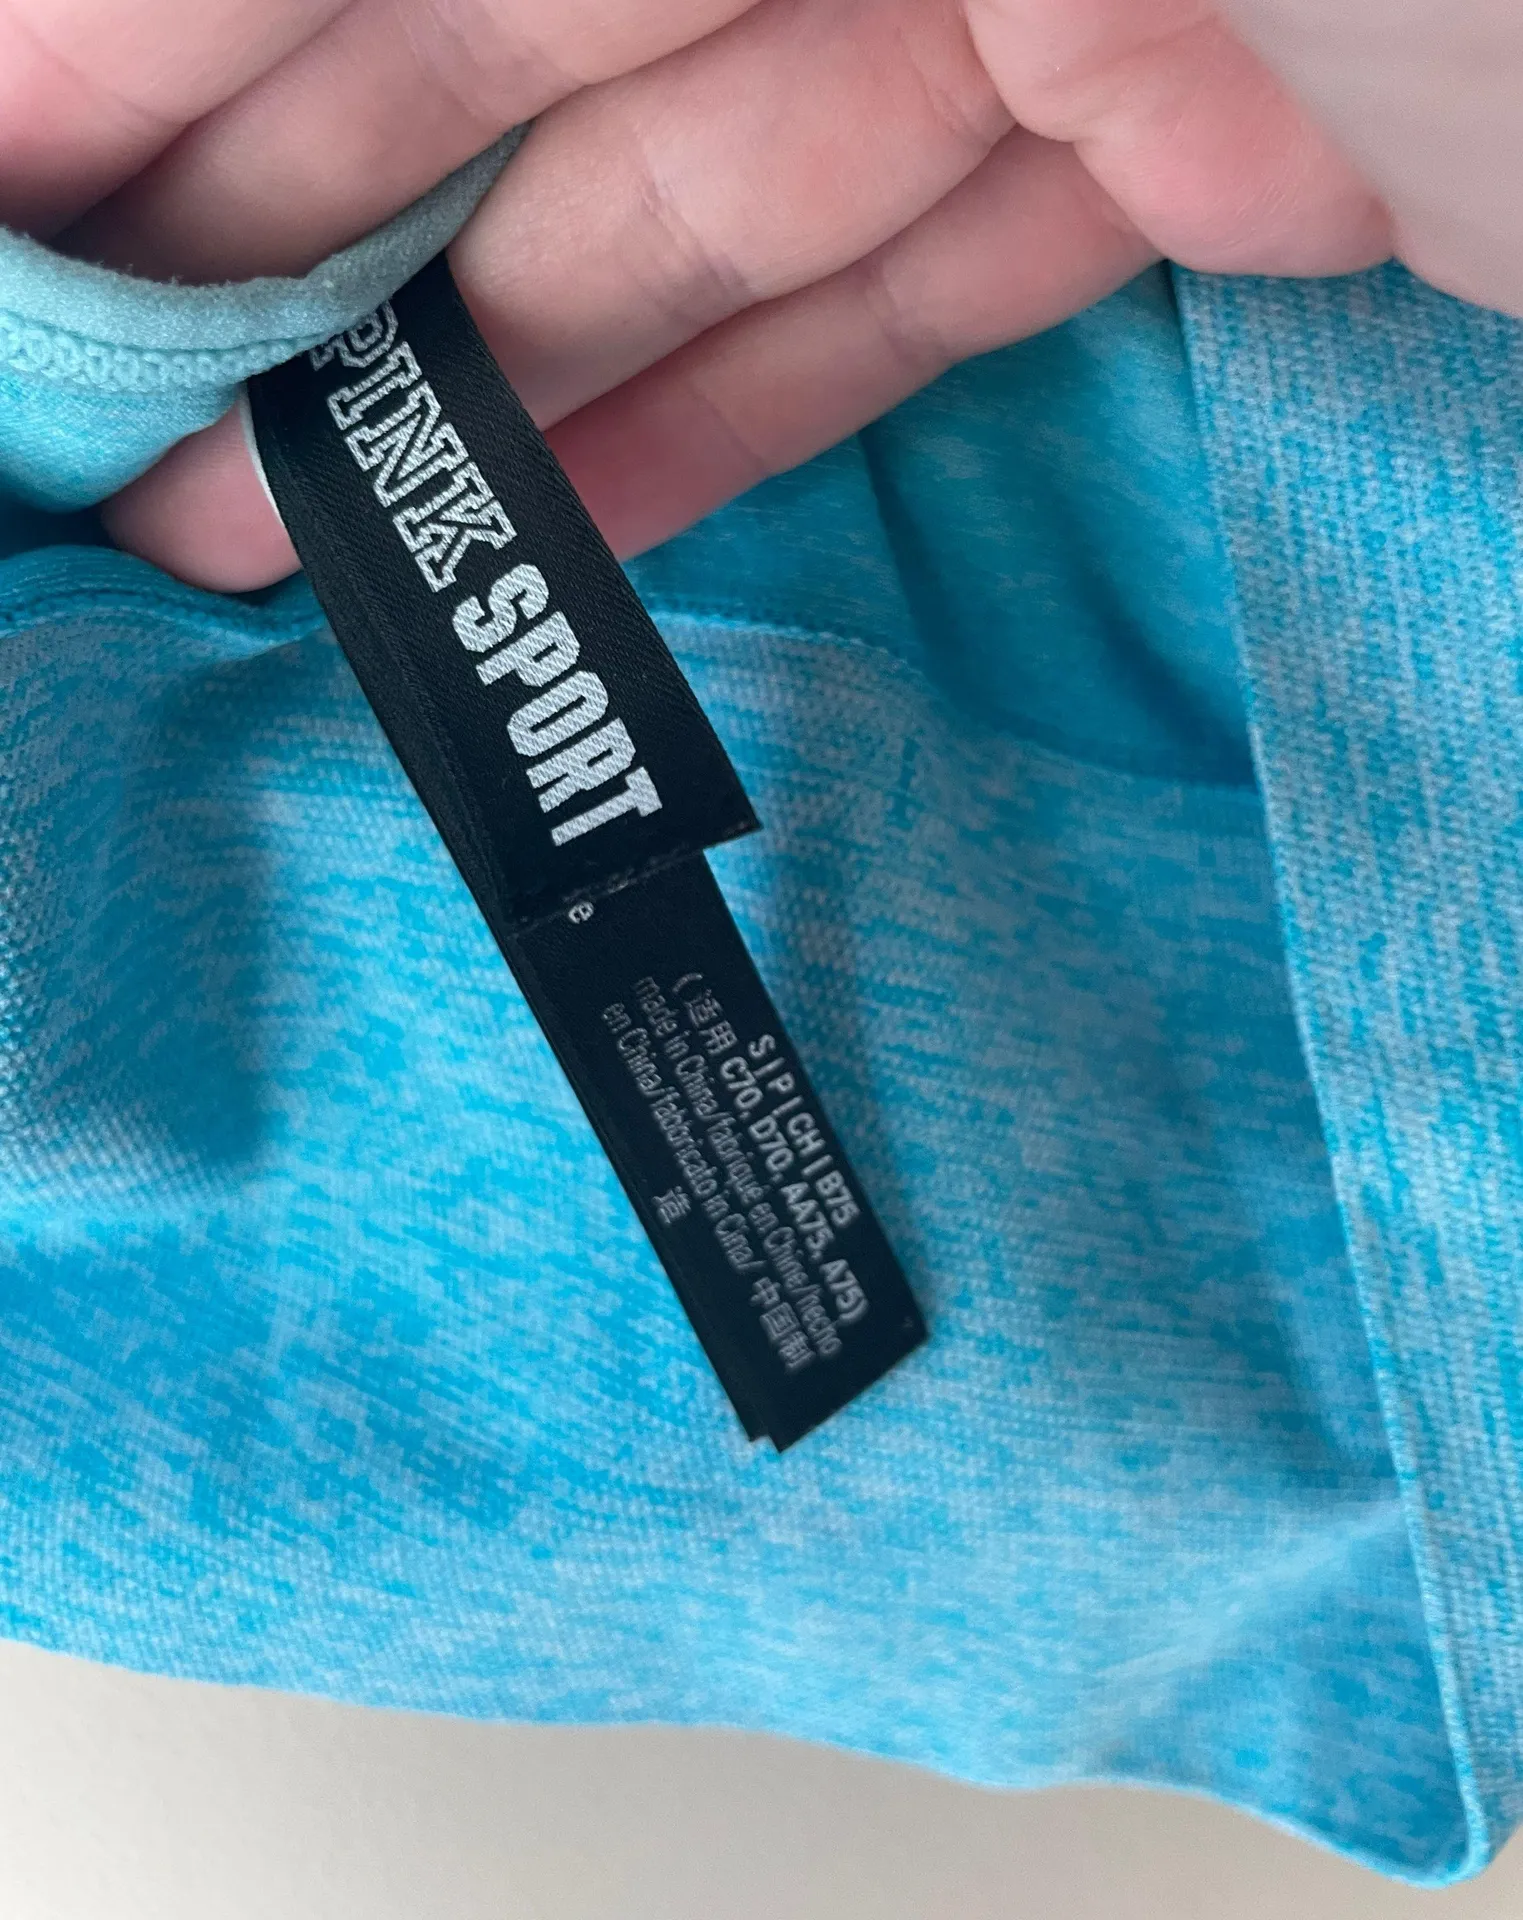 PINK SPORT
S | P | CH | B75
(适用 C70, D70, AA75, A75)
made in China/fabriqué en Chine/hecho
en China/fabbricato in Cina/ 中国制
造